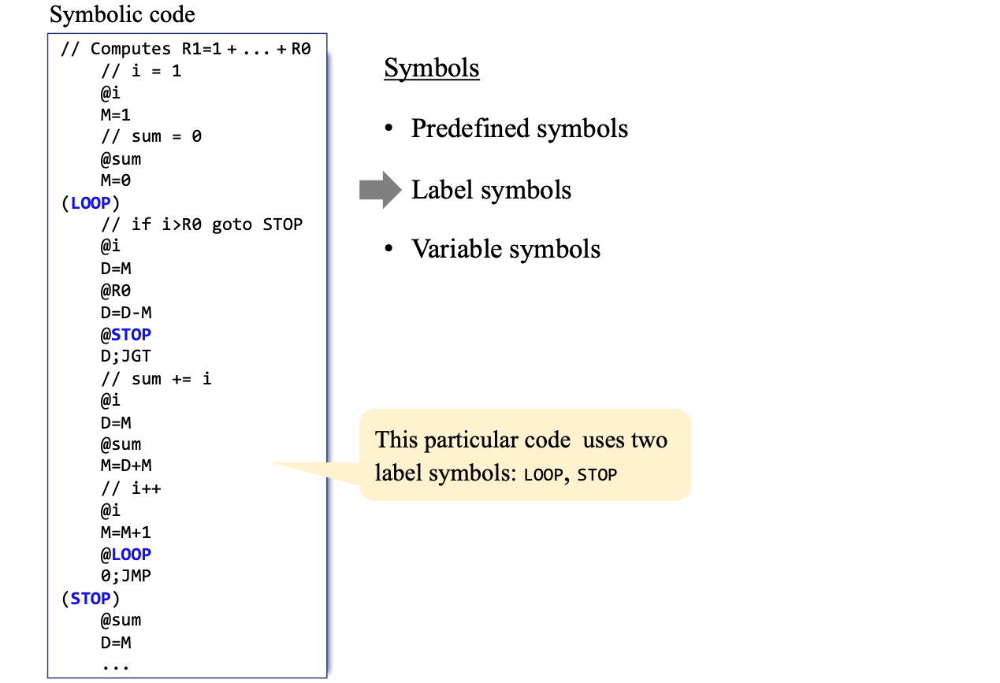 Symbolic code
// Computes R1=1 + ... + R0
// i = 1
@i
M=1
// sum = 0
@sum
M=0
(LOOP)
// if i>R0 goto STOP
@i
D=M
@R0
D=D-M
@STOP
D;JGT
// sum += i
@i
D=M
@sum
M=D+M
// i++
@i
M=M+1
@LOOP
0;JMP
(STOP)
@sum
D=M
...
Symbols
• Predefined symbols
Label symbols
• Variable symbols
This particular code uses two
label symbols: LOOP, STOP